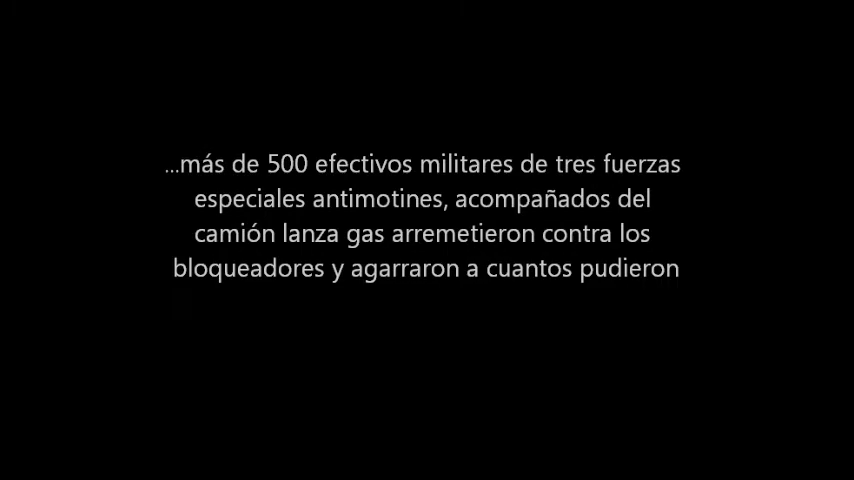 ...más de 500 efectivos militares de tres fuerzas
especiales antimotines, acompañados del
camión lanza gas arremetieron contra los
bloqueadores y agarraron a cuantos pudieron